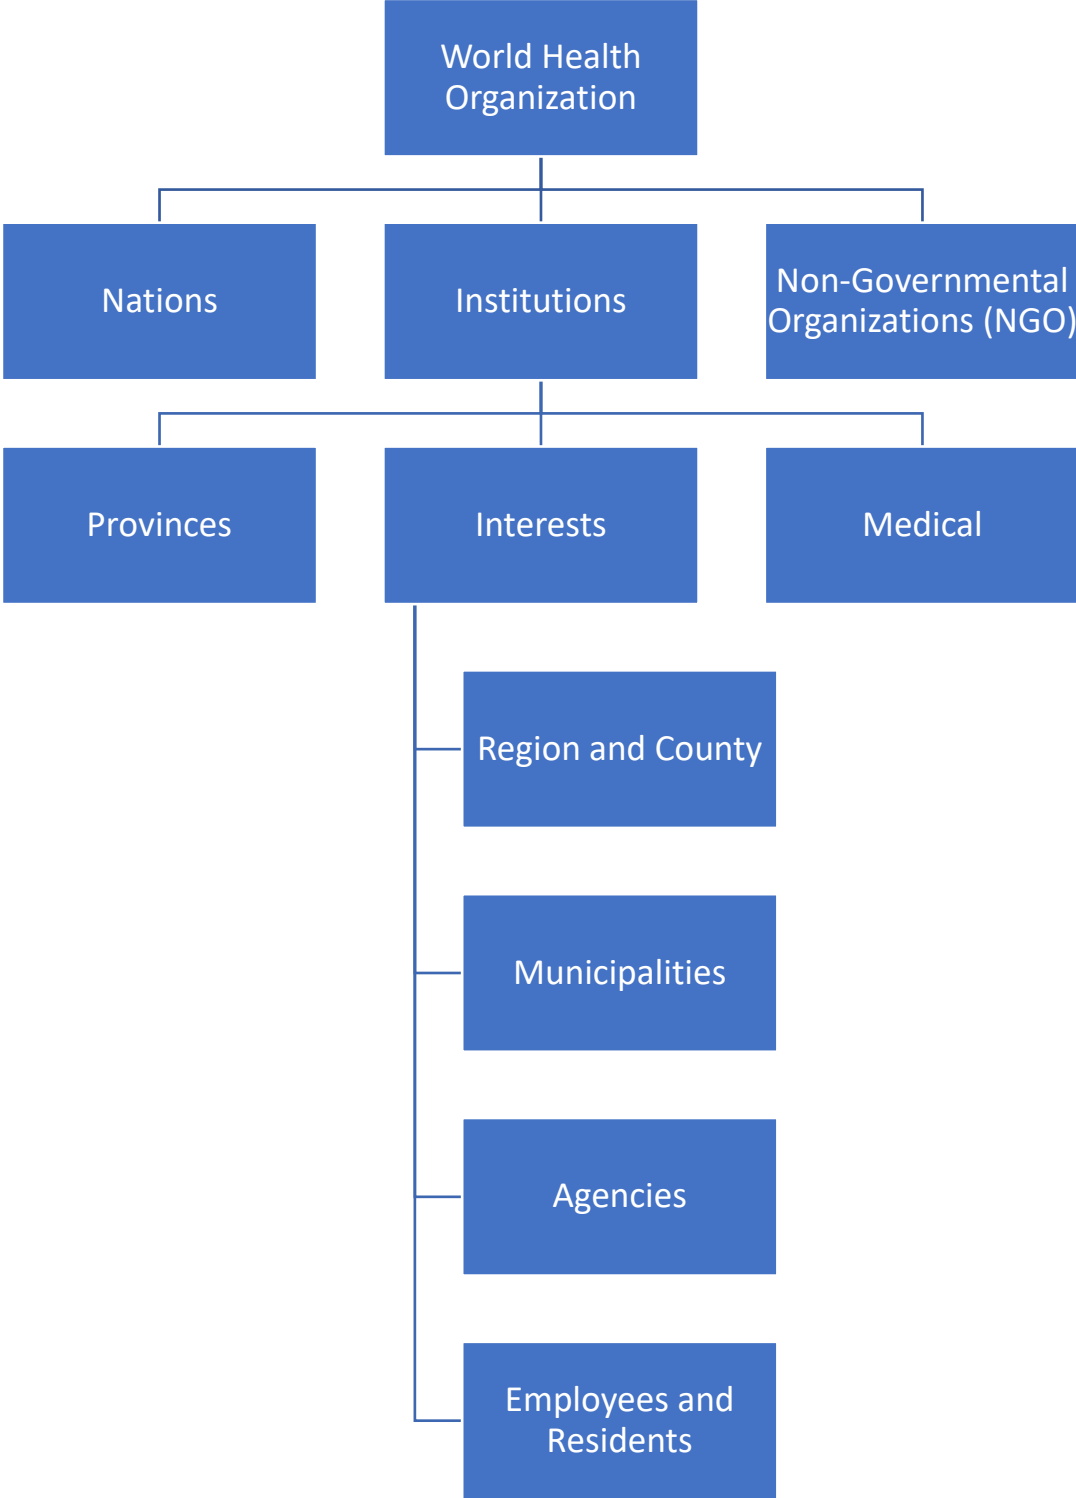 World Health
Organization
Nations
Institutions
Non-Governmental
Organizations (NGO)
Provinces
Interests
Medical
Region and County
Municipalities
Agencies
Employees and
Residents